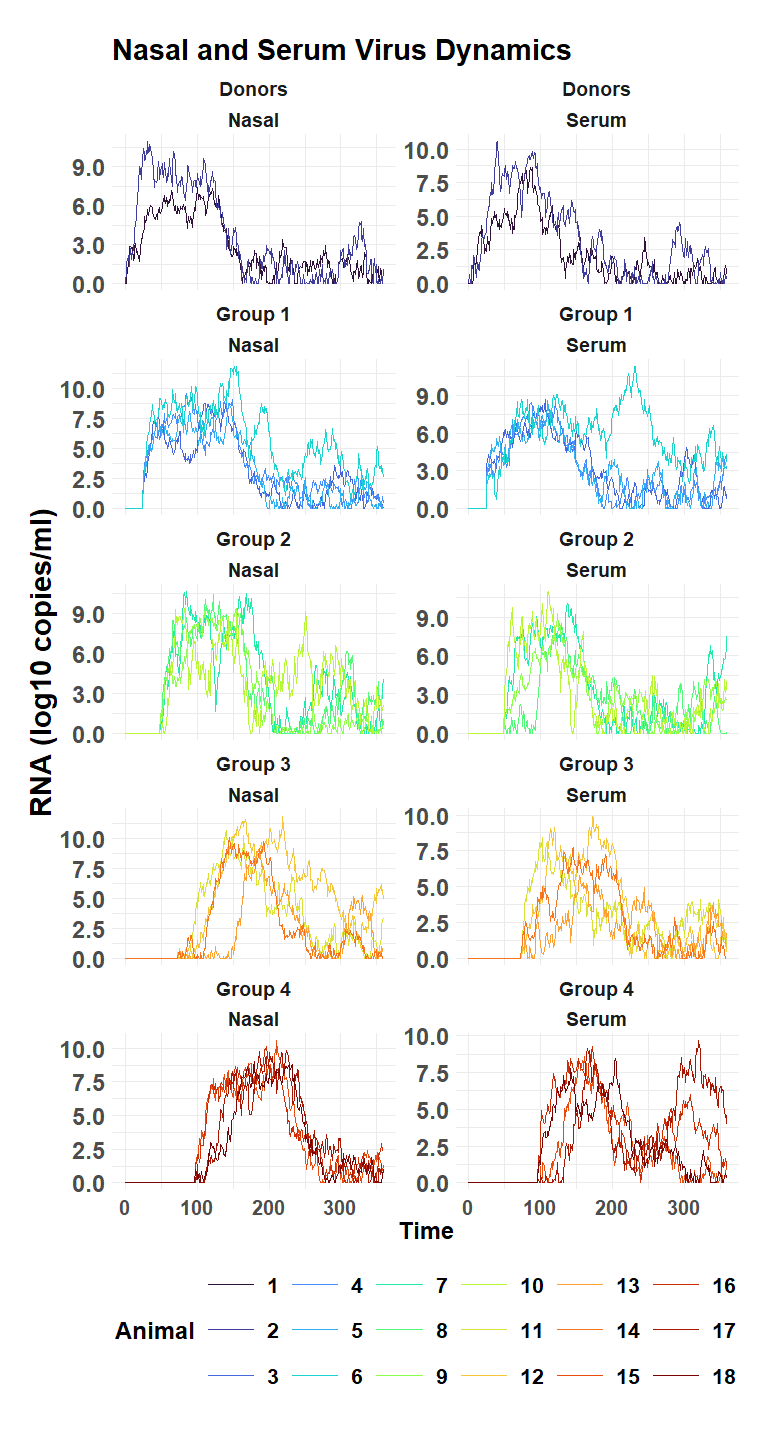 Nasal and Serum Virus Dynamics
Donors Donors
Nasal Serum
9.0 10.0
6.0 7.5
3.0 5.0
0.0 2.5
0.0
Group 1 Group 1
Nasal Serum
10.0 9.0
7.5 6.0
5.0 3.0
2.5 0.0
0.0
Group 2 Group 2
Nasal Serum
9.0 9.0
6.0 6.0
3.0 3.0
0.0 0.0
RNA (log10 copies/ml)
Group 3 Group 3
Nasal Serum
10.0 10.0
7.5 7.5
5.0 5.0
2.5 2.5
0.0 0.0
Group 4 Group 4
Nasal Serum
10.0 10.0
7.5 7.5
5.0 5.0
2.5 2.5
0.0 0.0
0 100 200 300 0 100 200 300
Time
1 4 7 10 13 16
Animal 2 5 8 11 14 17
3 6 9 12 15 18